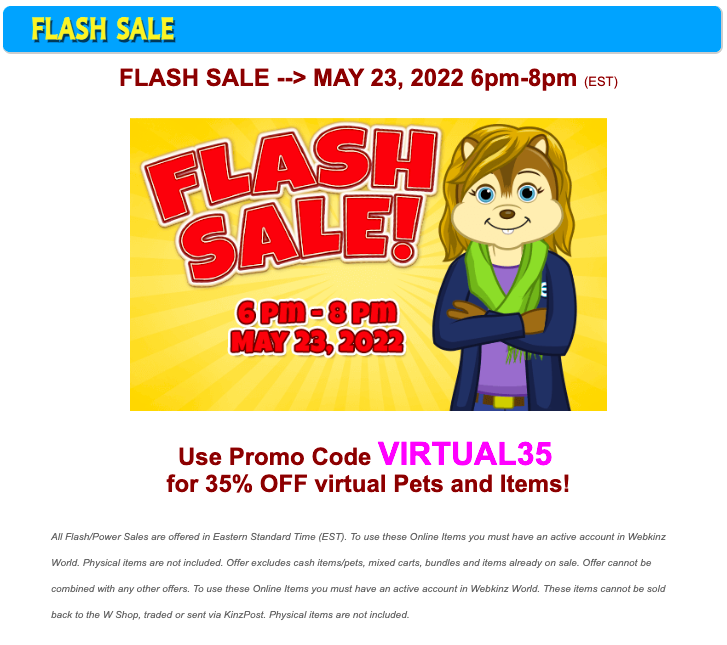 FLASH SALE
FLASH SALE --> MAY 23, 2022 6pm-8pm (EST)
FLASH
SALE!
6 PM - 8 PM
MAY 23, 2022
Use Promo Code VIRTUAL35
for 35% OFF virtual Pets and Items!
All Flash/Power Sales are offered in Eastern Standard Time (EST). To use these Online Items you must have an active account in Webkinz
World. Physical items are not included. Offer excludes cash items/pets, mixed carts, bundles and items already on sale. Offer cannot be
combined with any other offers. To use these Online Items you must have an active account in Webkinz World. These items cannot be sold
back to the W Shop, traded or sent via KinzPost. Physical items are not included.